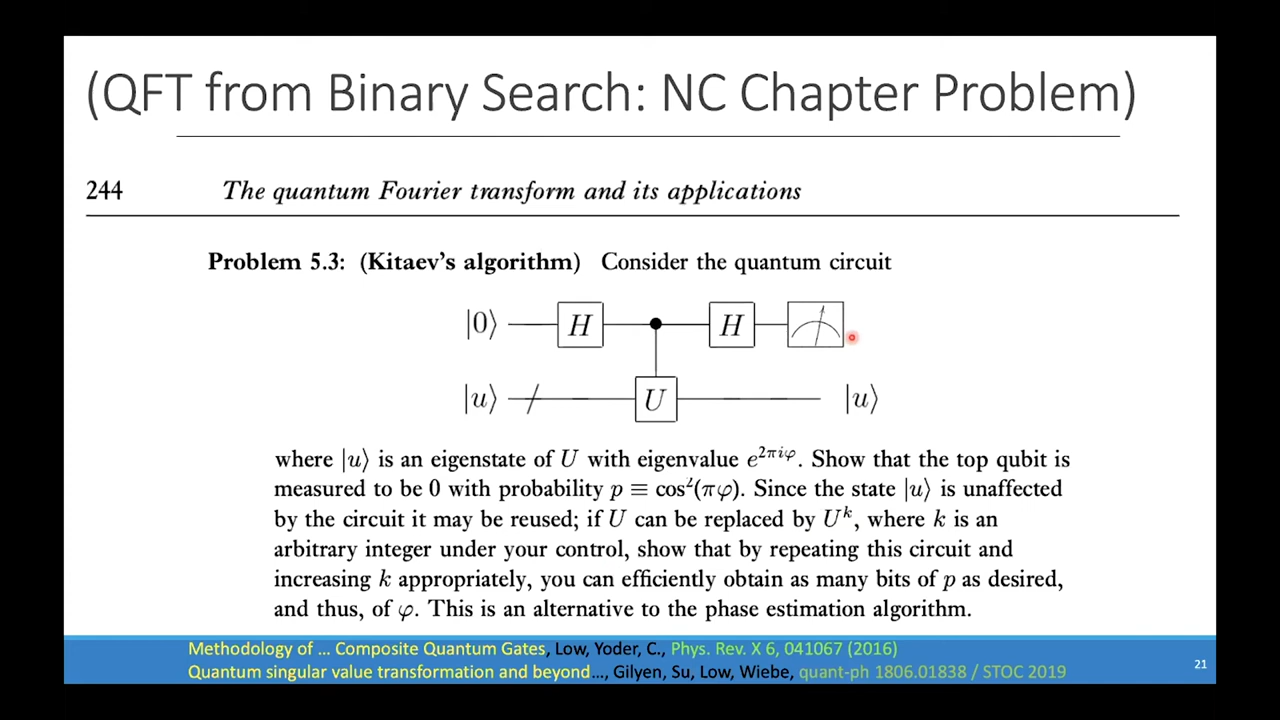 (QFT from Binary Search: NC Chapter Problem)
244 The quantum Fourier transform and its applications
Problem 5.3: (Kitaev's algorithm) Consider the quantum circuit
|0⟩ H H
|u⟩ U |u⟩
where |u⟩ is an eigenstate of U with eigenvalue e^{2πiφ}. Show that the top qubit is
measured to be 0 with probability p ≡ cos²(πφ). Since the state |u⟩ is unaffected
by the circuit it may be reused; if U can be replaced by U^k, where k is an
arbitrary integer under your control, show that by repeating this circuit and
increasing k appropriately, you can efficiently obtain as many bits of p as desired,
and thus, of φ. This is an alternative to the phase estimation algorithm.
Methodology of … Composite Quantum Gates, Low, Yoder, C., Phys. Rev. X 6, 041067 (2016)
Quantum singular value transformation and beyond…, Gilyen, Su, Low, Wiebe, quant-ph 1806.01838 / STOC 2019
21